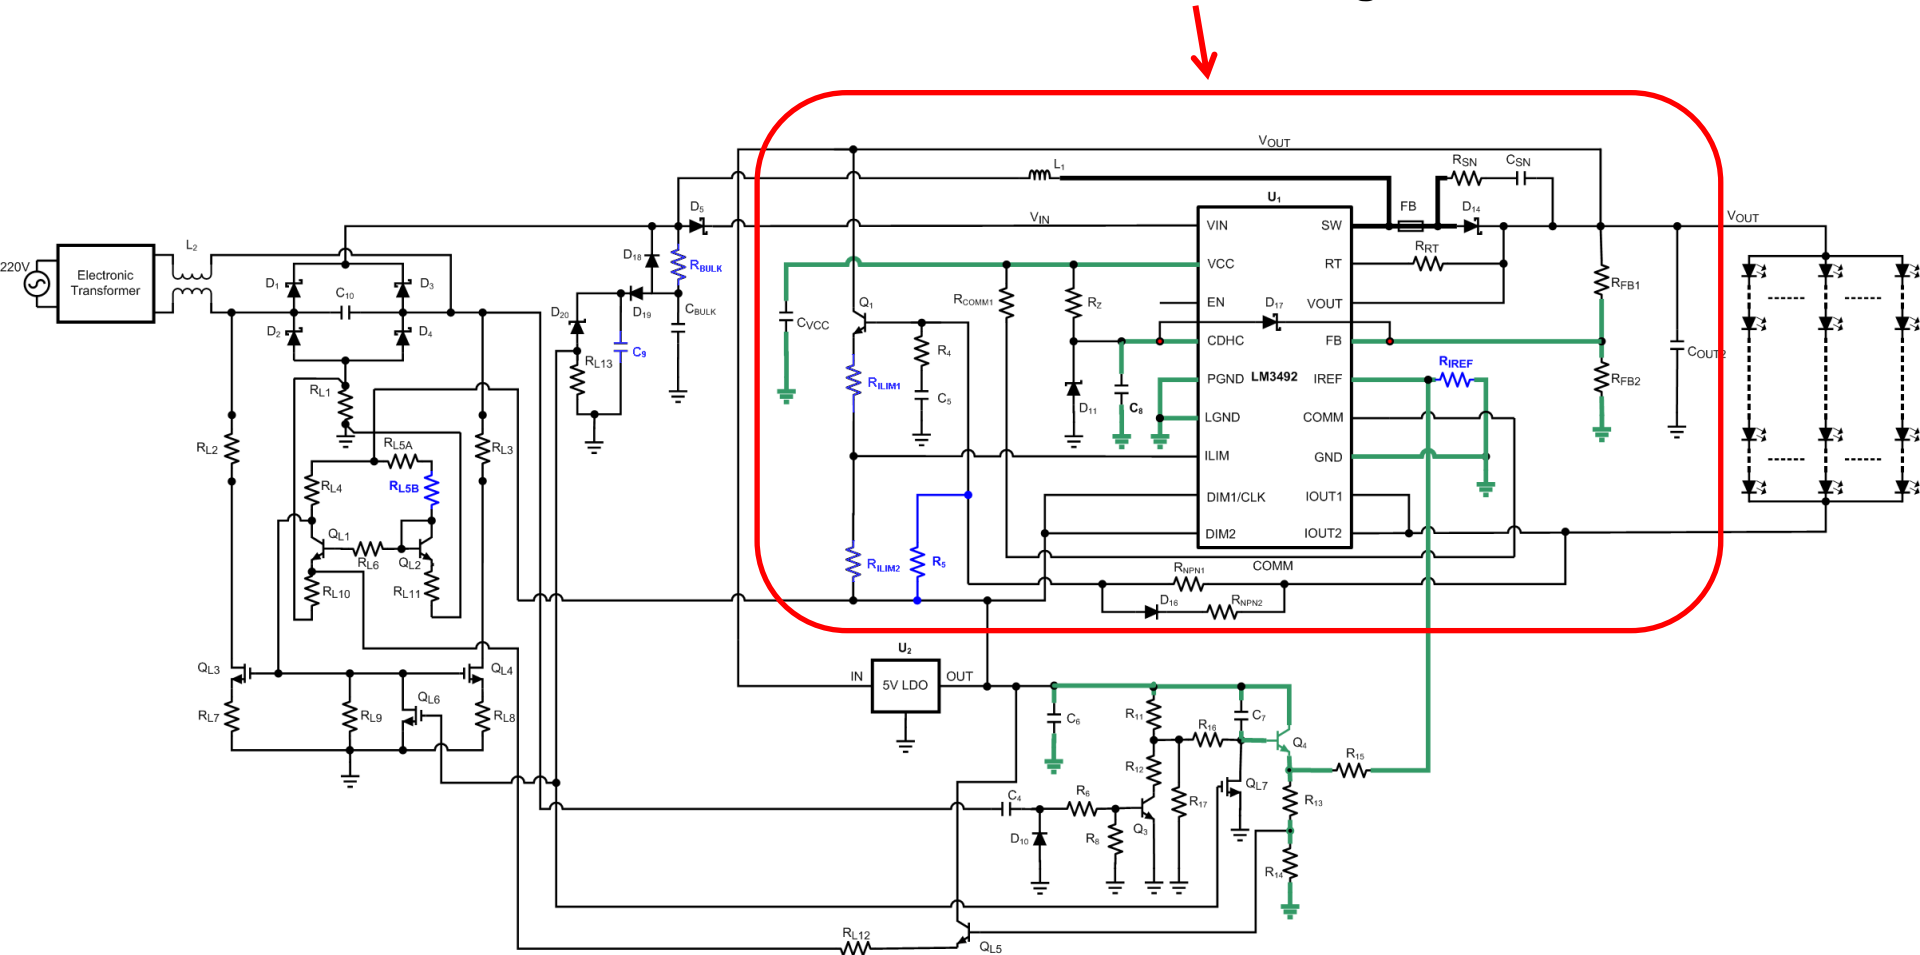 VOUT
L1
RSN
CSN
U1
FB
D14
VOUT
D5
VIN
VIN
SW
L2
D18
RBULK
VCC
RRT
RT
220V
Electronic
Transformer
D1
C10
D3
RCOMM1
RZ
EN
D17
VOUT
RFB1
D20
D19
CBULK
Q1
CVCC
D2
D4
C9
RL13
R4
CDHC
FB
COUT2
RIREF
RL1
RILIM1
C5
D11
C8
PGND
LM3492
IREF
RFB2
LGND
COMM
RL2
RL5A
RL3
ILIM
GND
RL4
RL5B
DIM1/CLK
IOUT1
QL1
RL6
QL2
DIM2
IOUT2
RILIM2
R5
RNPN1
COMM
RL10
RL11
D16
RNPN2
U2
QL3
QL4
IN
5V LDO
OUT
QL6
RL7
RL9
RL8
C6
R11
R16
C7
Q4
R12
R15
C4
R6
R17
QL7
R13
D10
R8
Q3
R14
RL12
QL5